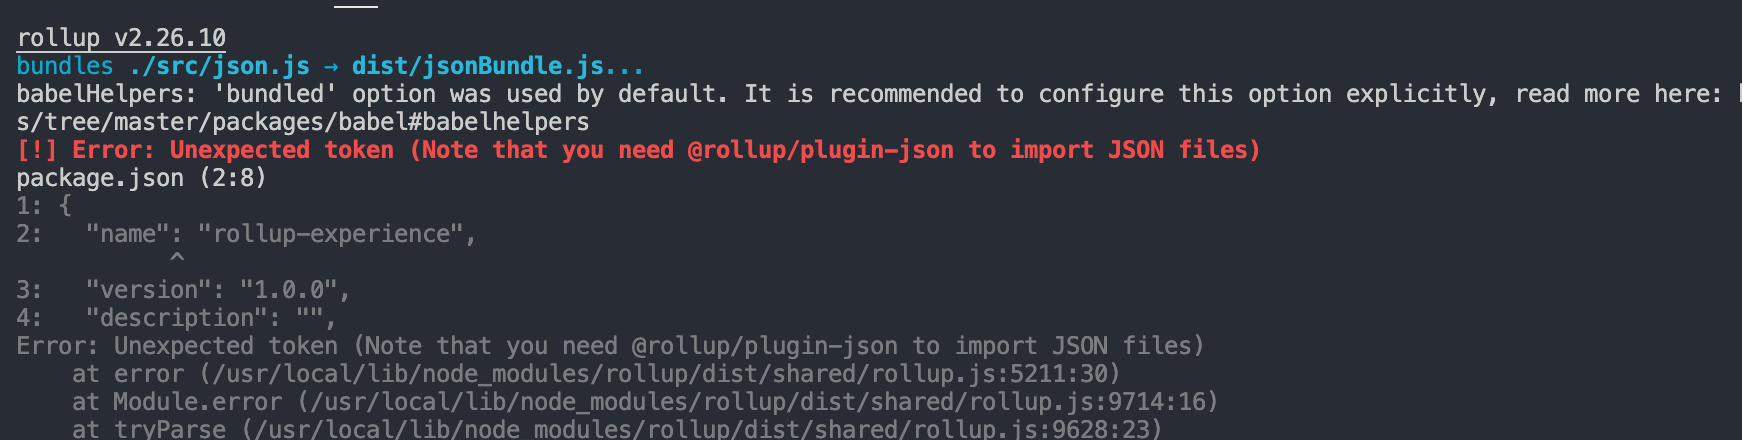 rollup v2.26.10
bundles ./src/json.js → dist/jsonBundle.js...
babelHelpers: 'bundled' option was used by default. It is recommended to configure this option explicitly, read more here:
s/tree/master/packages/babel#babelhelpers
[!] Error: Unexpected token (Note that you need @rollup/plugin-json to import JSON files)
package.json (2:8)
1: {
2:   "name": "rollup-experience",
           ^
3:   "version": "1.0.0",
4:   "description": "",
Error: Unexpected token (Note that you need @rollup/plugin-json to import JSON files)
    at error (/usr/local/lib/node_modules/rollup/dist/shared/rollup.js:5211:30)
    at Module.error (/usr/local/lib/node_modules/rollup/dist/shared/rollup.js:9714:16)
    at tryParse (/usr/local/lib/node_modules/rollup/dist/shared/rollup.js:9628:23)